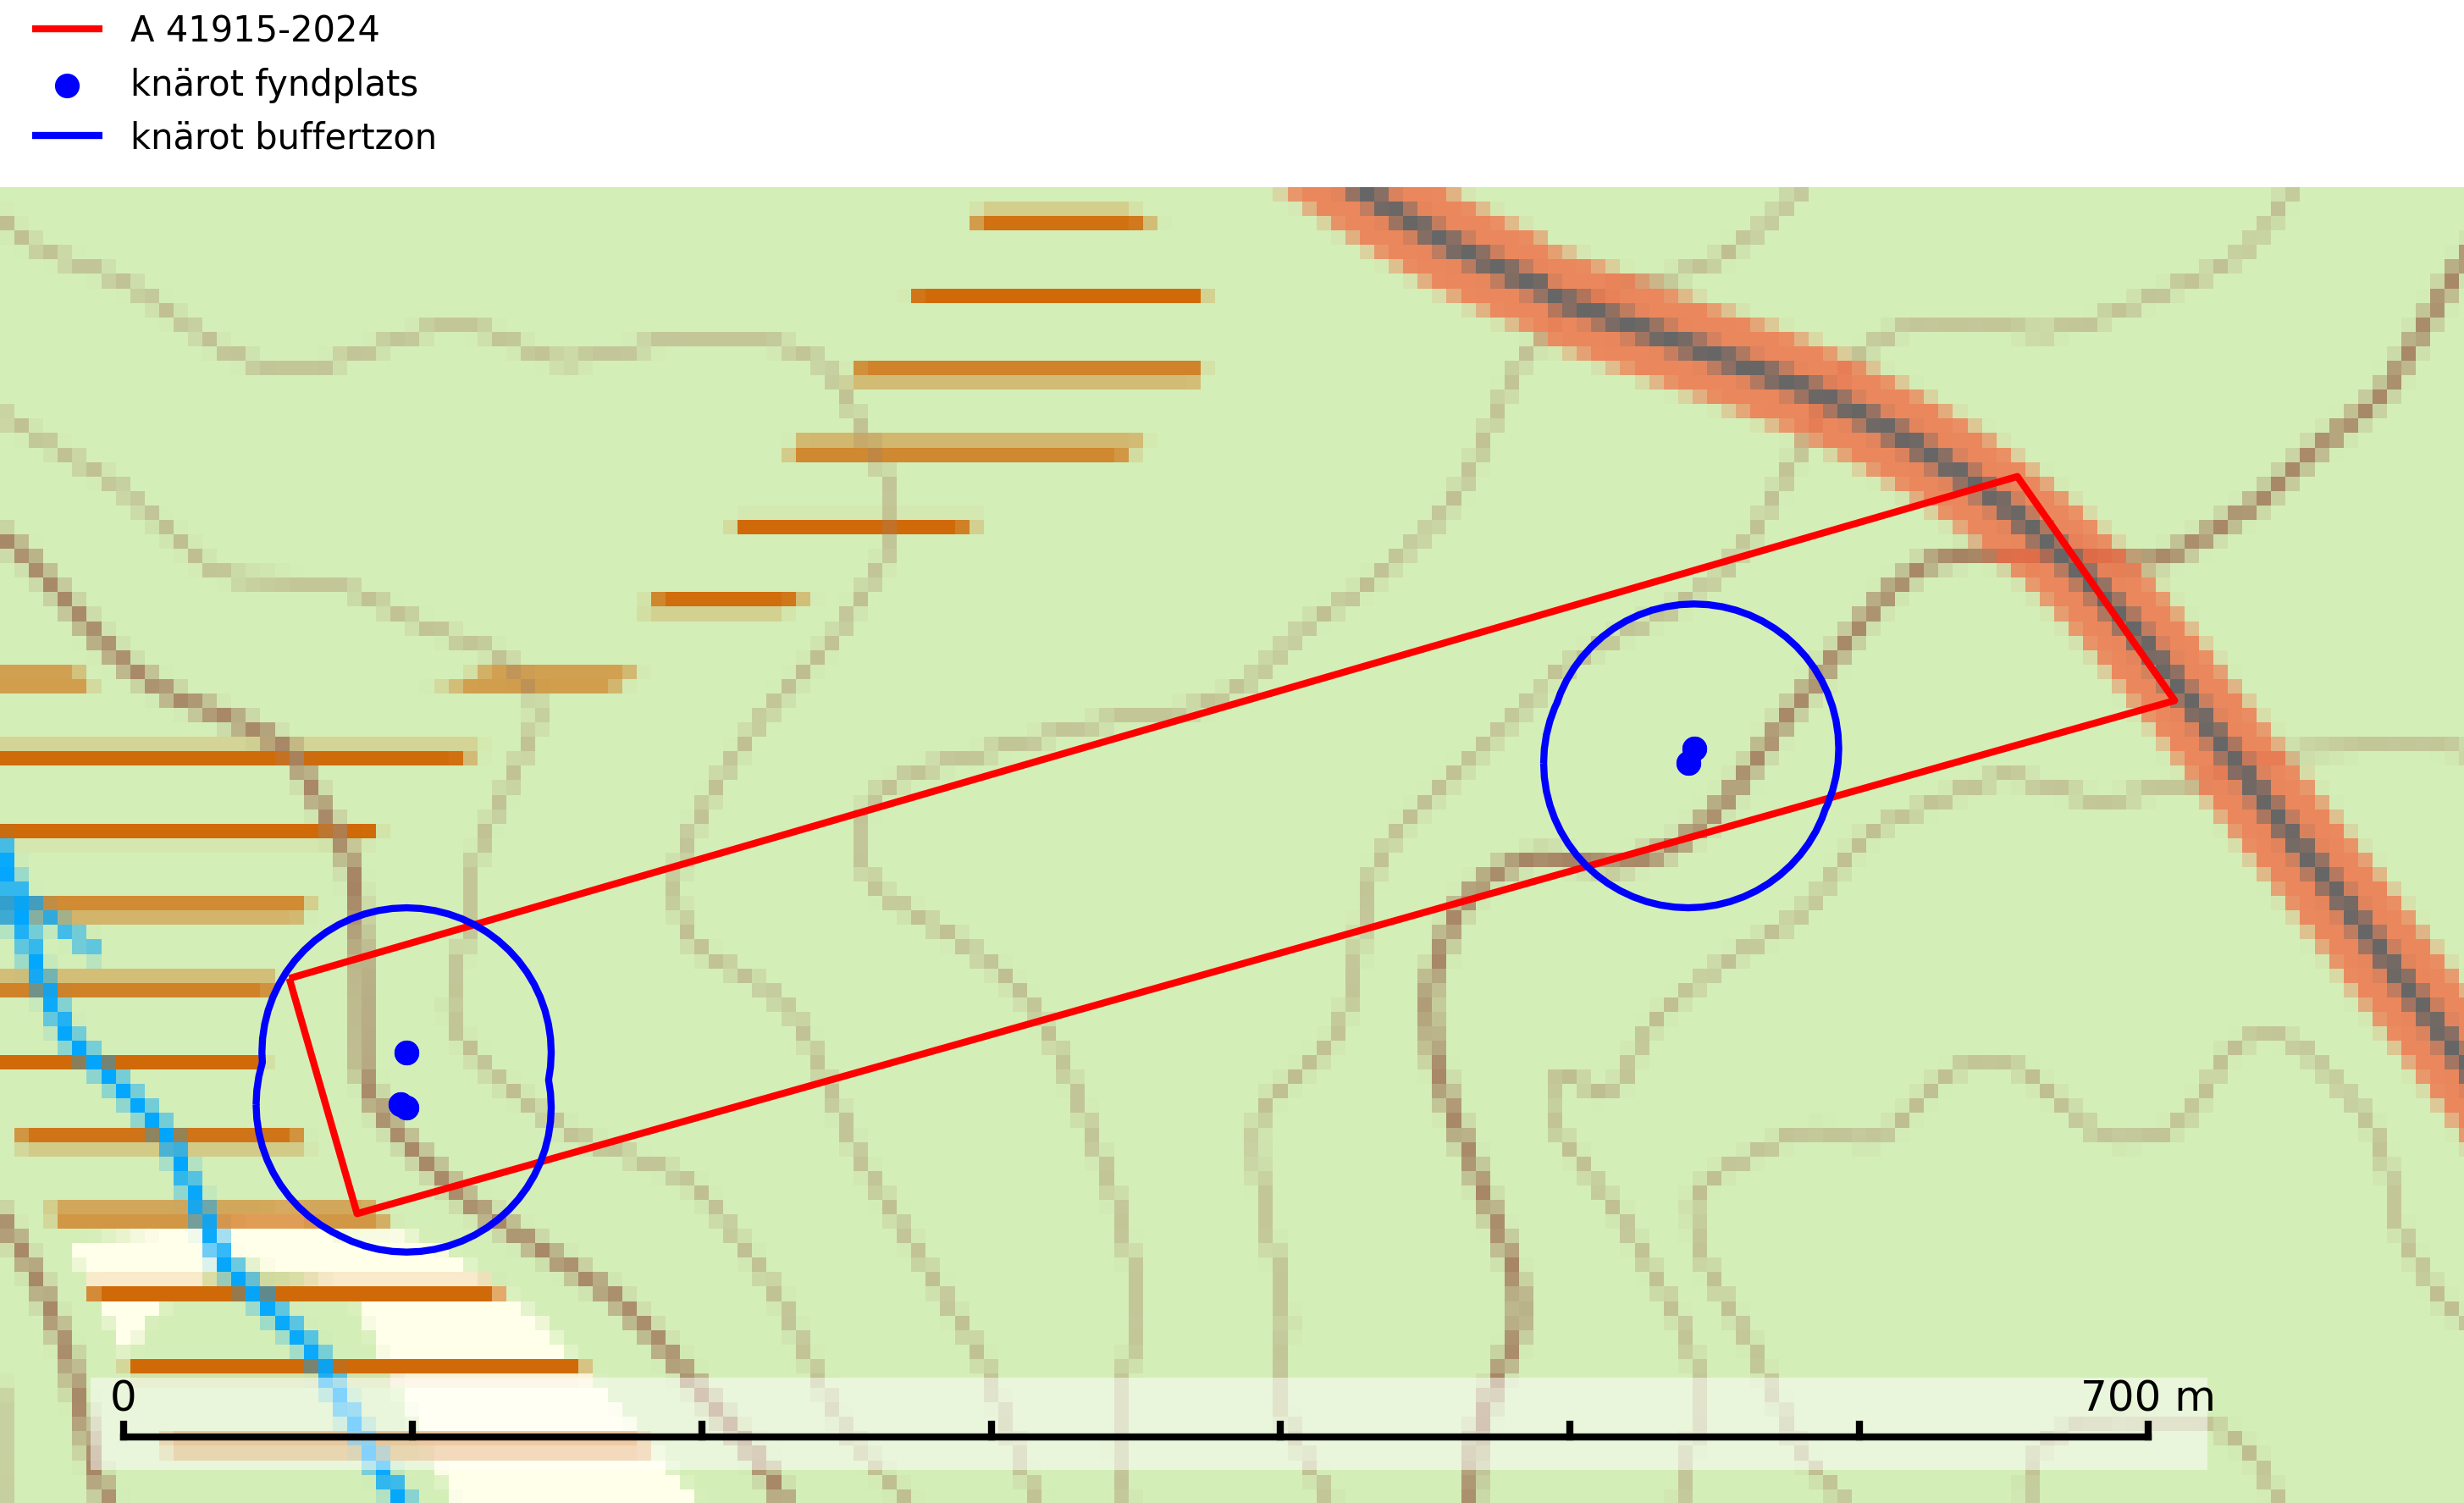 A 41915-2024
knärot fyndplats
knärot buffertzon
0
700 m